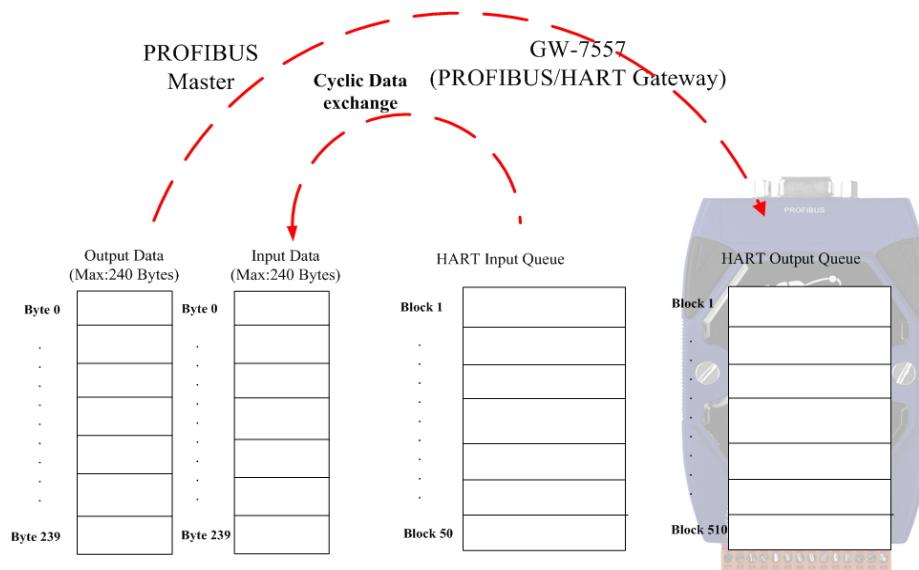 PROFIBUS
Master
GW-7557
(PROFIBUS/HART Gateway)
Cyclic Data
exchange
PROFIBUS
Output Data
(Max:240 Bytes)
Input Data
(Max:240 Bytes)
HART Input Queue
HART Output Queue
Byte 0
Byte 0
Block 1
Block 1
Byte 239
Byte 239
Block 50
Block 510